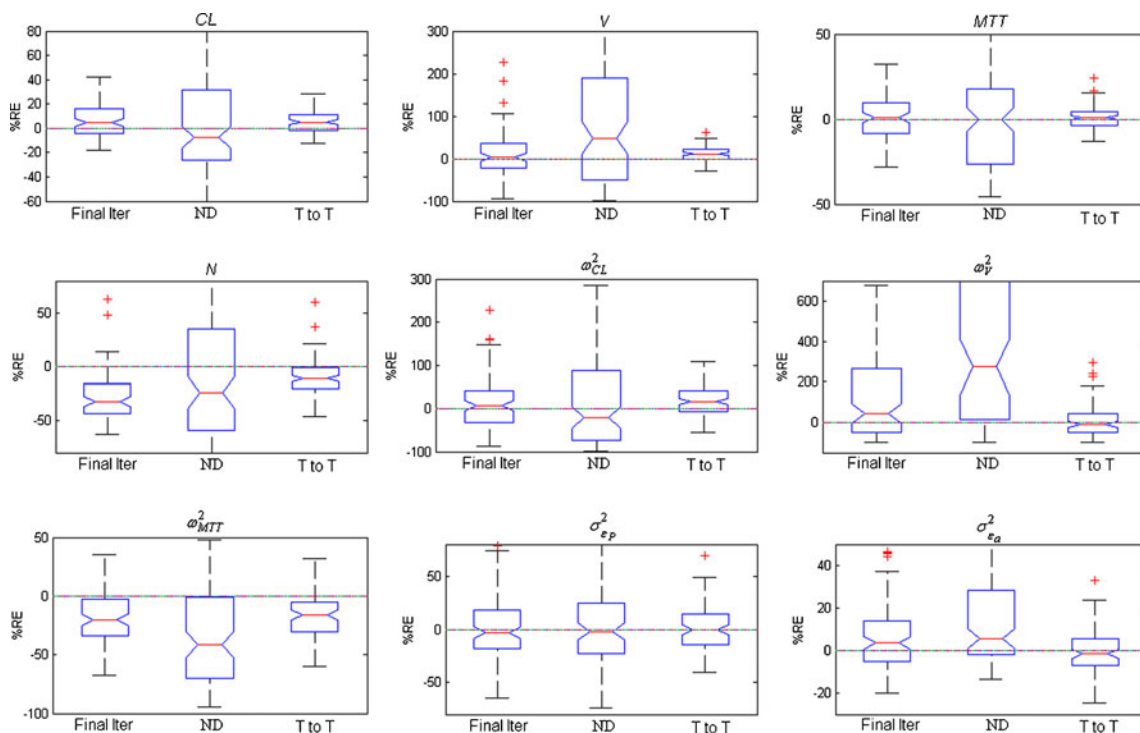 CL
V
MTT
80
60
40
20
0
-20
-40
-60
%RE
Final Iter ND T to T
300
200
100
0
-100
%RE
Final Iter ND T to T
50
0
-50
%RE
Final Iter ND T to T
N
ω²CL
ω²V
50
0
-50
%RE
Final Iter ND T to T
300
200
100
0
-100
%RE
Final Iter ND T to T
600
400
200
0
%RE
Final Iter ND T to T
ω²MTT
σ²εP
σ²εa
50
0
-50
-100
%RE
Final Iter ND T to T
50
0
-50
%RE
Final Iter ND T to T
40
20
0
-20
%RE
Final Iter ND T to T